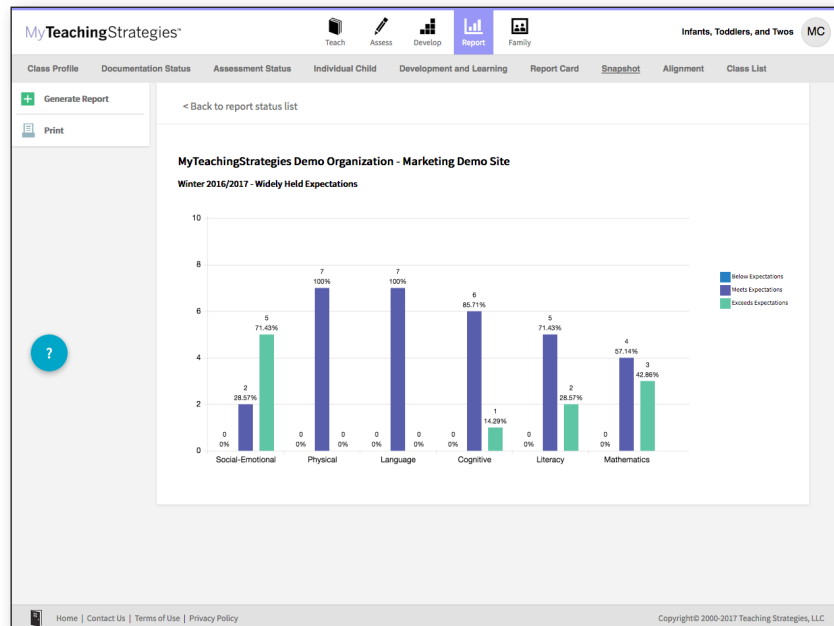 MyTeachingStrategies™
Teach Assess Develop Report Family
Infants, Toddlers, and Twos MC
Class Profile Documentation Status Assessment Status Individual Child Development and Learning Report Card Snapshot Alignment Class List
Generate Report
Print
< Back to report status list
MyTeachingStrategies Demo Organization - Marketing Demo Site
Winter 2016/2017 - Widely Held Expectations
10
8
6
4
2
0
0
0%
2
28.57%
5
71.43%
0
0%
7
100%
0
0%
0
0%
7
100%
0
0%
0
0%
6
85.71%
1
14.29%
0
0%
5
71.43%
2
28.57%
0
0%
4
57.14%
3
42.86%
Social-Emotional Physical Language Cognitive Literacy Mathematics
Below Expectations
Meets Expectations
Exceeds Expectations
?
Home | Contact Us | Terms of Use | Privacy Policy
Copyright© 2000-2017 Teaching Strategies, LLC